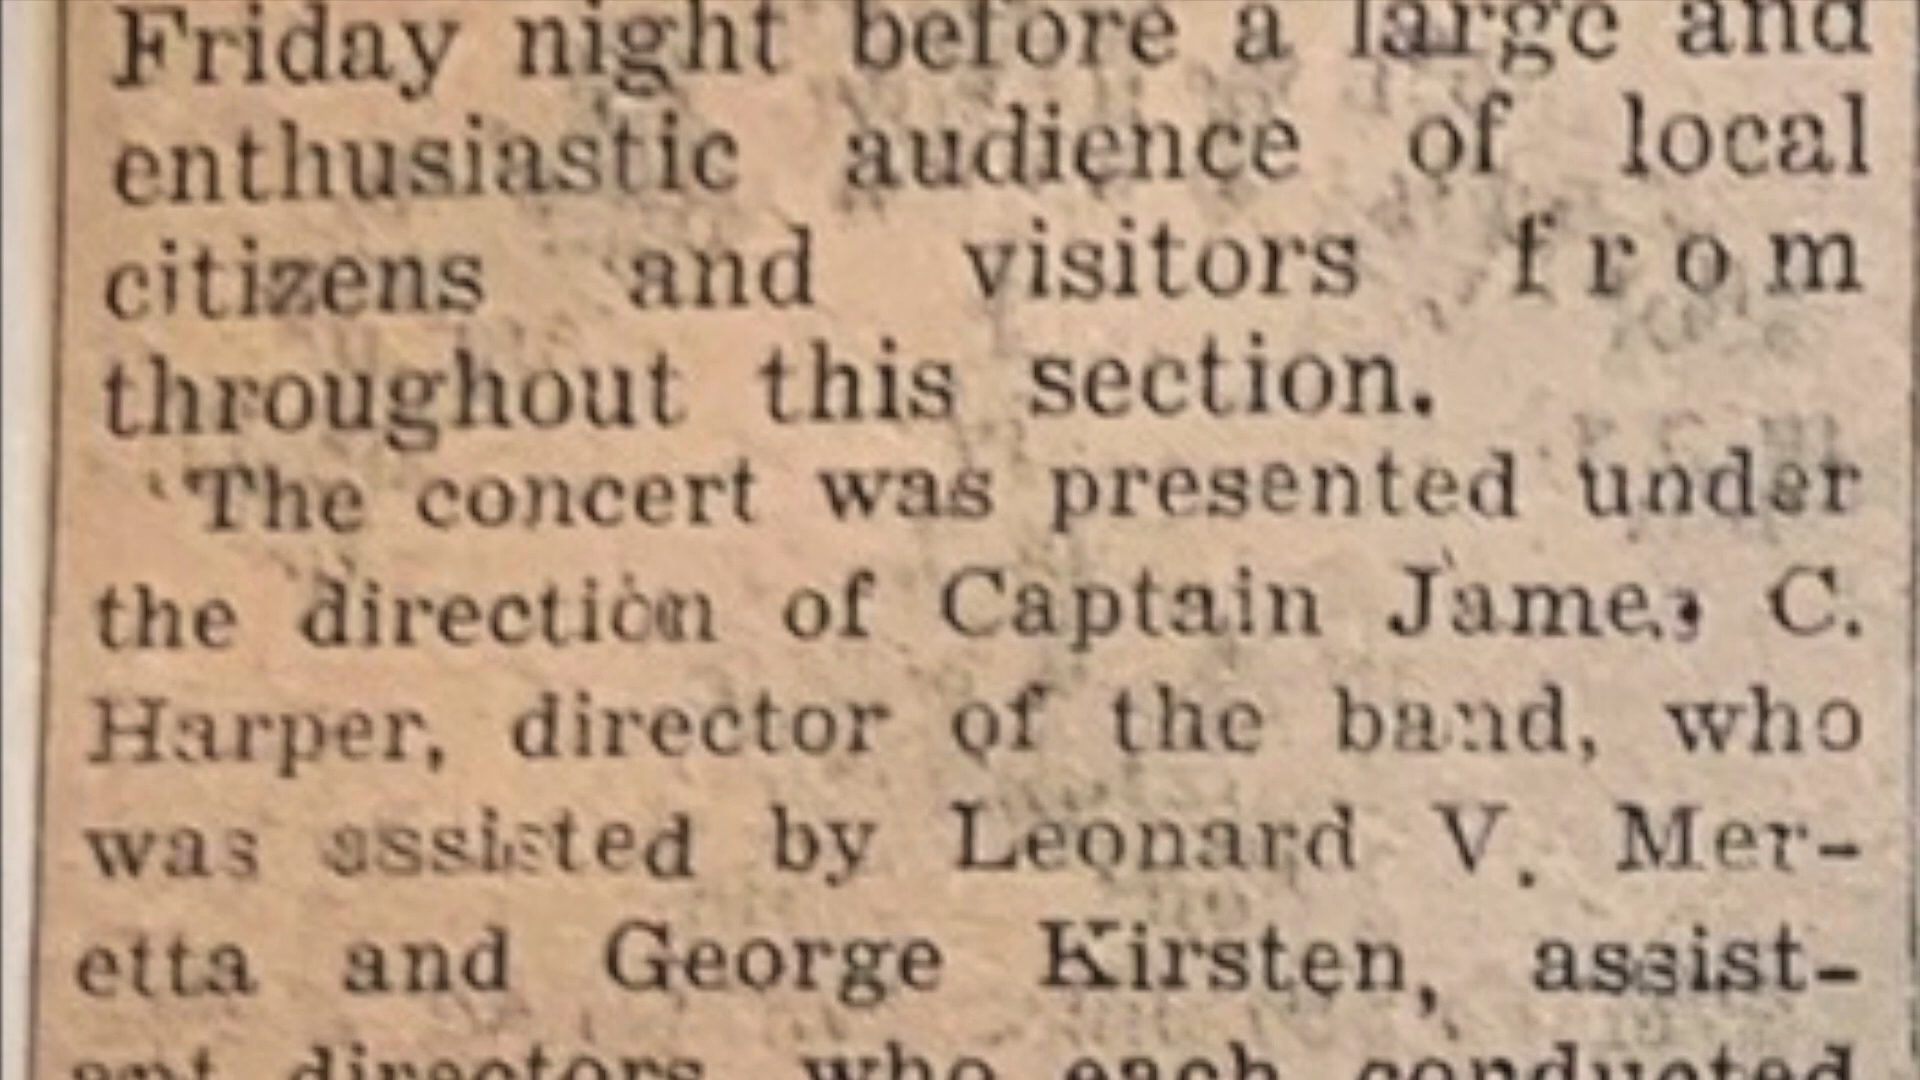 Friday night before a large and
enthusiastic audience of local
citizens and visitors from
throughout this section.
The concert was presented under
the direction of Captain James C.
Harper, director of the band, who
was assisted by Leonard V. Mer-
etta and George Kirsten, assist-
ant directors, who each conducted